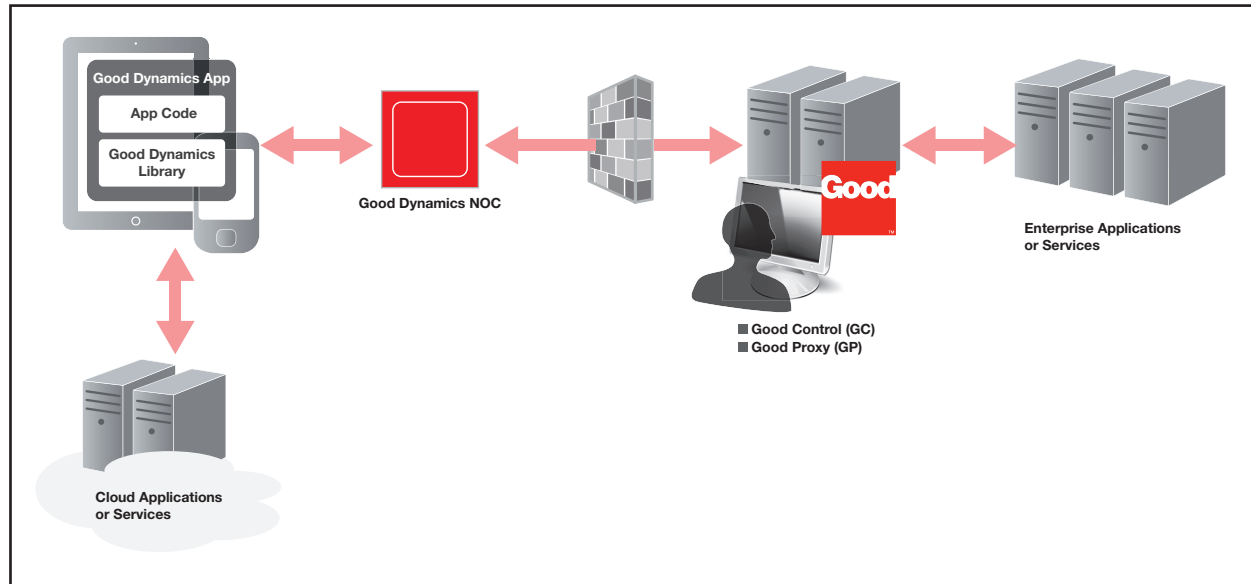 Good Dynamics App
App Code
Good Dynamics
Library
Good Dynamics NOC
Good
TM
Good Control (GC)
Good Proxy (GP)
Enterprise Applications
or Services
Cloud Applications
or Services